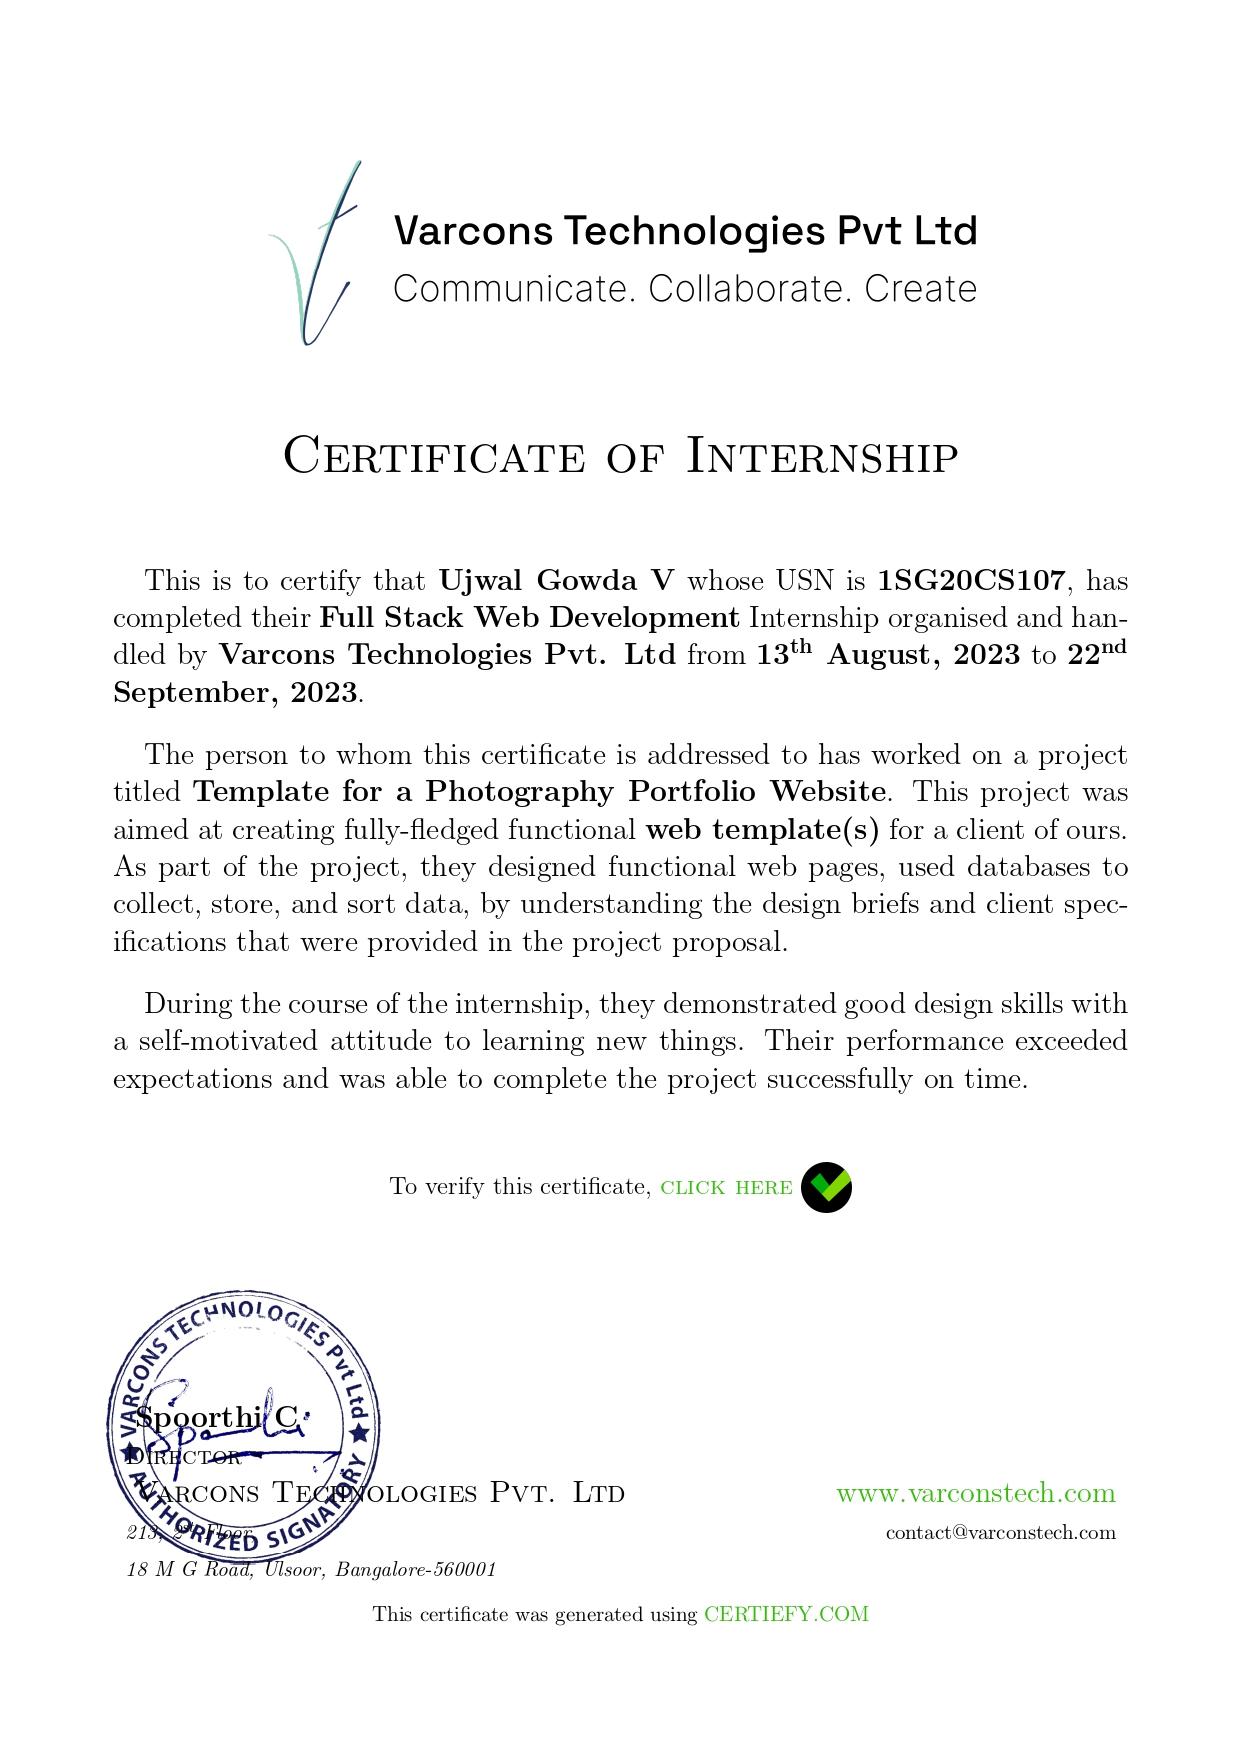 Varcons Technologies Pvt Ltd
Communicate. Collaborate. Create
Certificate of Internship
This is to certify that Ujwal Gowda V whose USN is 1SG20CS107, has
completed their Full Stack Web Development Internship organised and han-
dled by Varcons Technologies Pvt. Ltd from 13th August, 2023 to 22nd
September, 2023.
The person to whom this certificate is addressed to has worked on a project
titled Template for a Photography Portfolio Website. This project was
aimed at creating fully-fledged functional web template(s) for a client of ours.
As part of the project, they designed functional web pages, used databases to
collect, store, and sort data, by understanding the design briefs and client spec-
ifications that were provided in the project proposal.
During the course of the internship, they demonstrated good design skills with
a self-motivated attitude to learning new things. Their performance exceeded
expectations and was able to complete the project successfully on time.
To verify this certificate, CLICK HERE
VARCONS TECHNOLOGIES Pvt Ltd
AUTHORIZED SIGNATORY
Spoorthi C
Director
Varcons Technologies Pvt. Ltd
213, 2st Floor,
18 M G Road, Ulsoor, Bangalore-560001
www.varconstech.com
contact@varconstech.com
This certificate was generated using CERTIEFY.COM